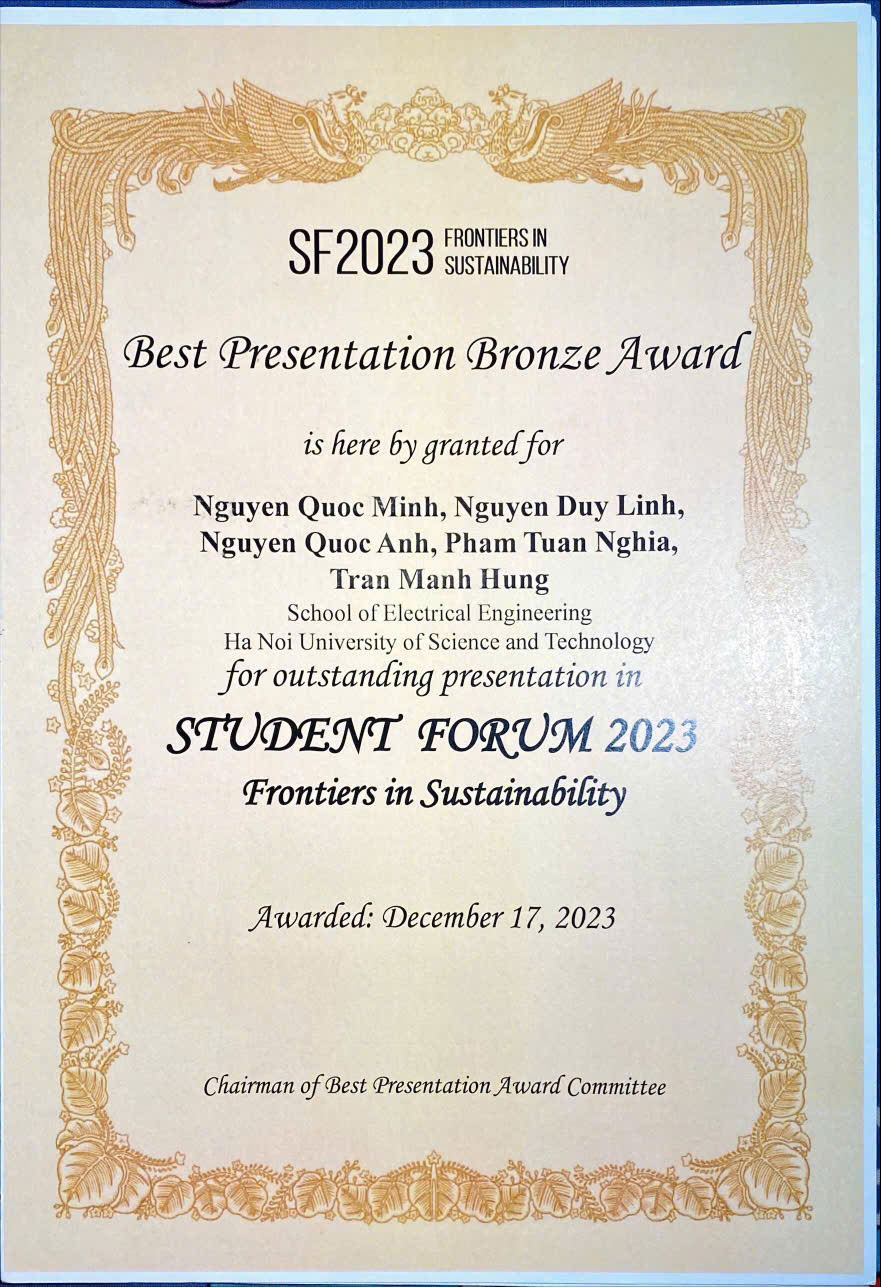 SF2023 FRONTIERS IN
SUSTAINABILITY
Best Presentation Bronze Award
is here by granted for
Nguyen Quoc Minh, Nguyen Duy Linh,
Nguyen Quoc Anh, Pham Tuan Nghia,
Tran Manh Hung
School of Electrical Engineering
Ha Noi University of Science and Technology
for outstanding presentation in
STUDENT FORUM 2023
Frontiers in Sustainability
Awarded: December 17, 2023
Chairman of Best Presentation Award Committee